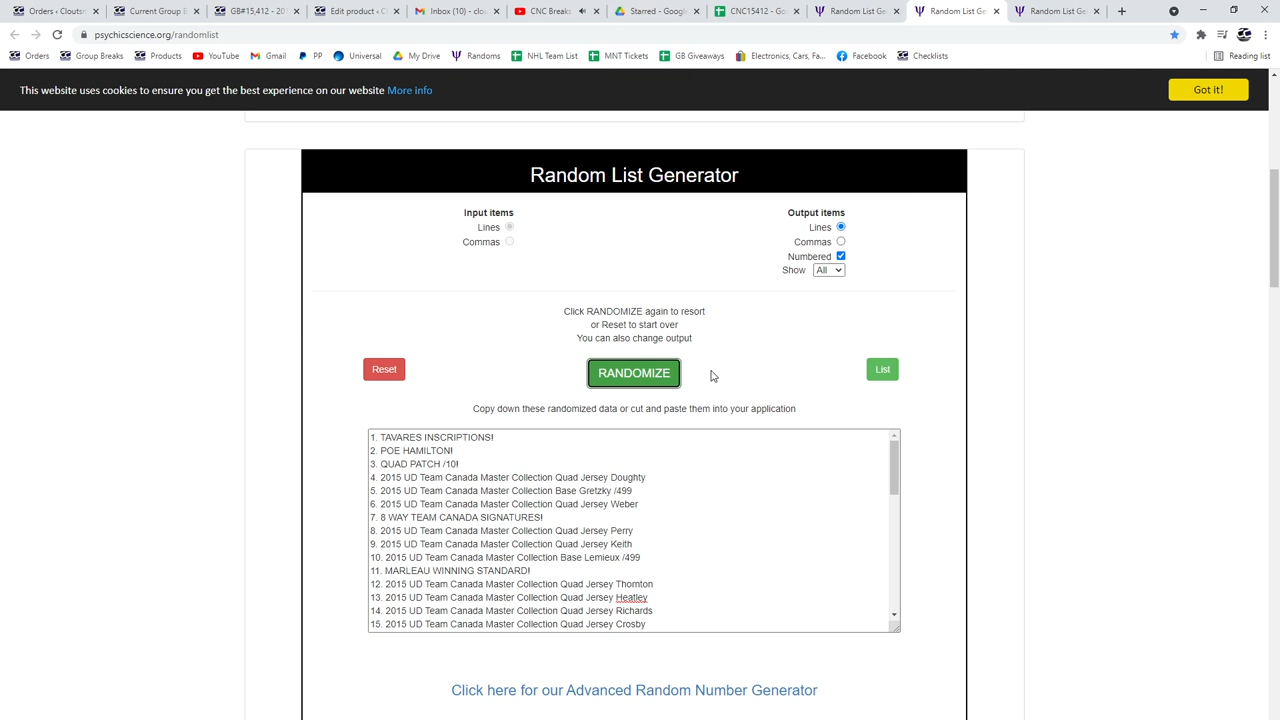 Orders ‹ Cloutsn
Current Group B
GB#15,412 - 20
Edit product ‹ C
Inbox (10) - clou
CNC Breaks
Starred - Google
CNC15412 - Go
Random List Gen
Random List Gen
Random List Gen
psychicscience.org/randomlist
Orders
Group Breaks
Products
YouTube
Gmail
PP
Universal
My Drive
Randoms
NHL Team List
MNT Tickets
GB Giveaways
Electronics, Cars, Fa...
Facebook
Checklists
Reading list
This website uses cookies to ensure you get the best experience on our website More info
Got it!
Random List Generator
Input items
Lines
Commas
Output items
Lines
Commas
Numbered
Show All
Click RANDOMIZE again to resort
or Reset to start over
You can also change output
Reset
RANDOMIZE
List
Copy down these randomized data or cut and paste them into your application
1. TAVARES INSCRIPTIONS!
2. POE HAMILTON!
3. QUAD PATCH /10!
4. 2015 UD Team Canada Master Collection Quad Jersey Doughty
5. 2015 UD Team Canada Master Collection Base Gretzky /499
6. 2015 UD Team Canada Master Collection Quad Jersey Weber
7. 8 WAY TEAM CANADA SIGNATURES!
8. 2015 UD Team Canada Master Collection Quad Jersey Perry
9. 2015 UD Team Canada Master Collection Quad Jersey Keith
10. 2015 UD Team Canada Master Collection Base Lemieux /499
11. MARLEAU WINNING STANDARD!
12. 2015 UD Team Canada Master Collection Quad Jersey Thornton
13. 2015 UD Team Canada Master Collection Quad Jersey Heatley
14. 2015 UD Team Canada Master Collection Quad Jersey Richards
15. 2015 UD Team Canada Master Collection Quad Jersey Crosby
Click here for our Advanced Random Number Generator